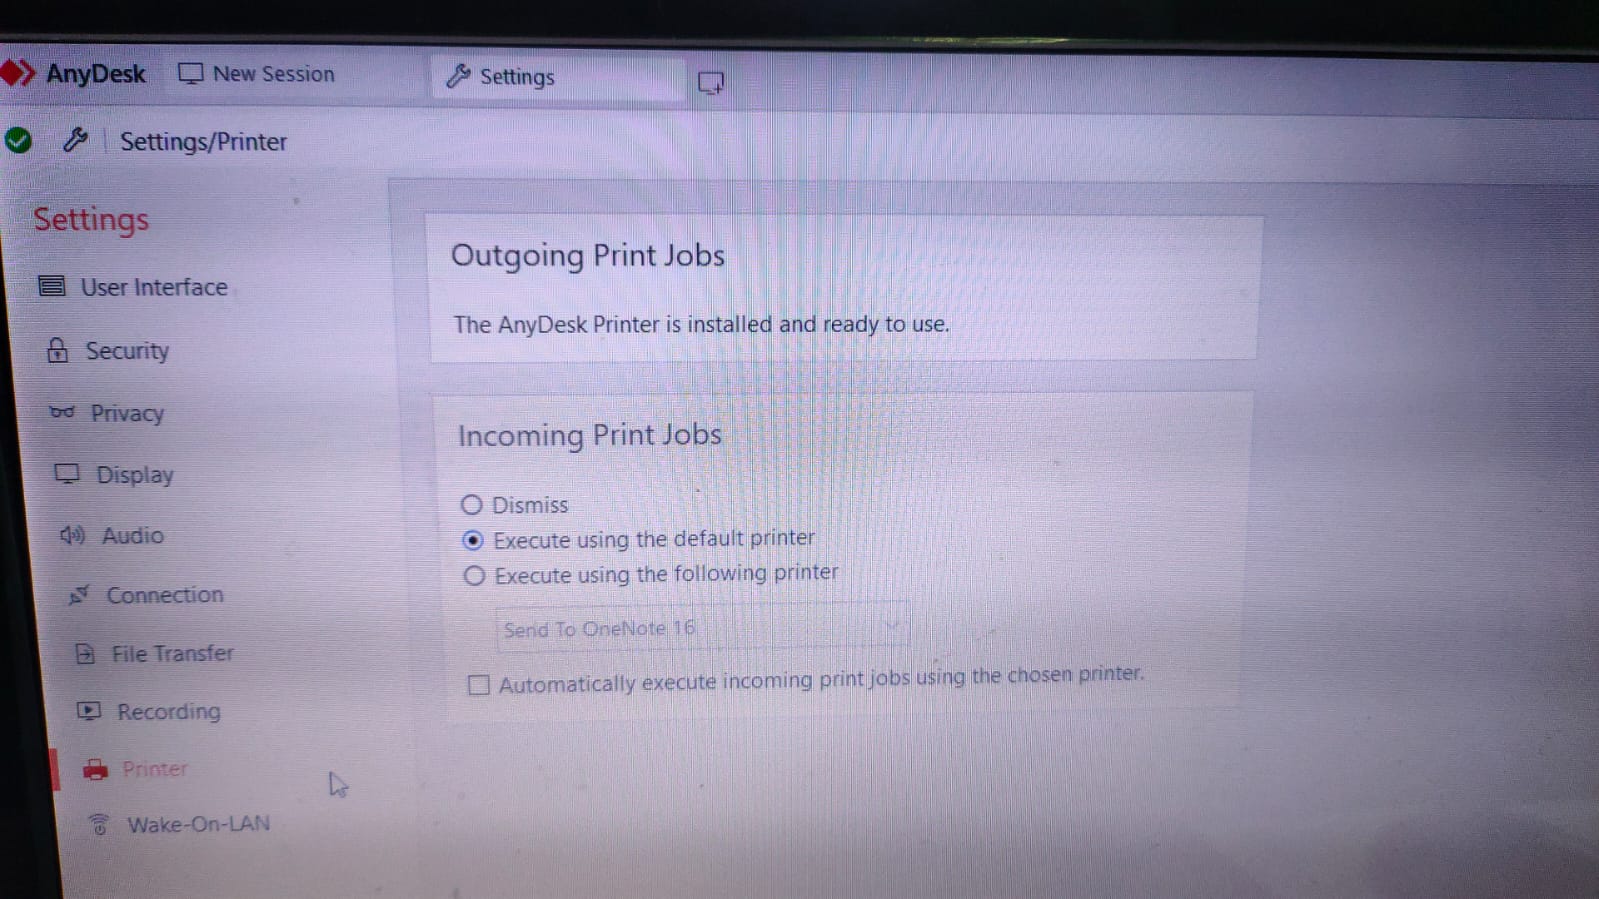 AnyDesk New Session Settings
Settings/Printer
Settings
User Interface
Security
Privacy
Display
Audio
Connection
File Transfer
Recording
Printer
Wake-On-LAN
Outgoing Print Jobs
The AnyDesk Printer is installed and ready to use.
Incoming Print Jobs
Dismiss
Execute using the default printer
Execute using the following printer
Send To OneNote 16
Automatically execute incoming print jobs using the chosen printer.